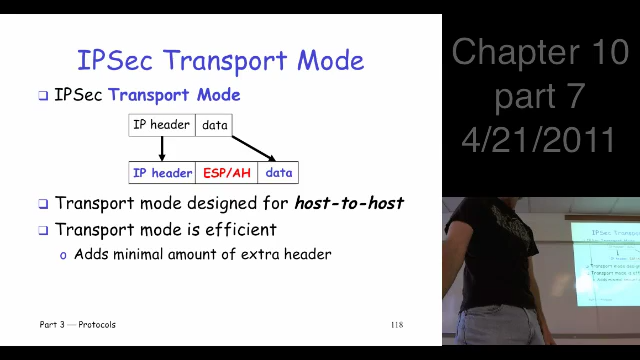 IPSec Transport Mode
IPSec Transport Mode
IP header data
IP header ESP/AH data
Transport mode designed for host-to-host
Transport mode is efficient
Adds minimal amount of extra header
Part 3 — Protocols 118
Chapter 10
part 7
4/21/2011